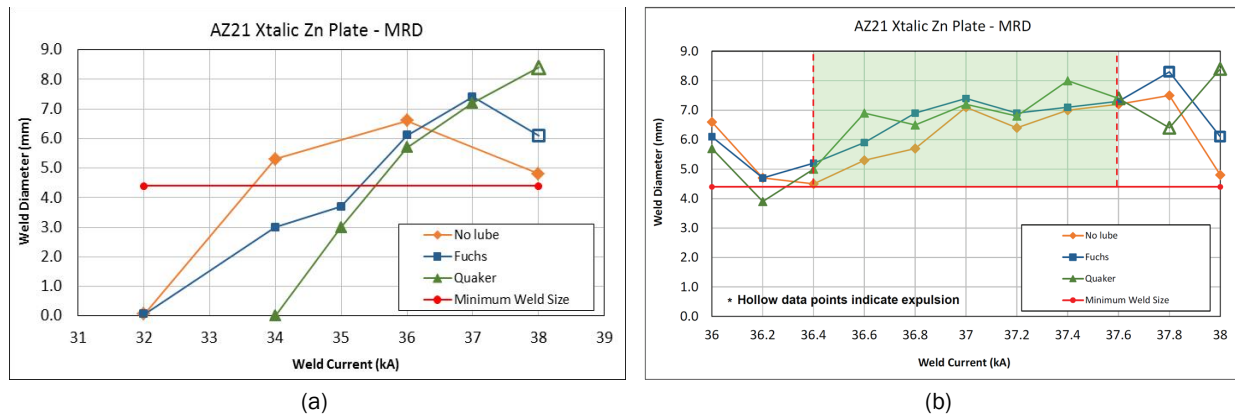 AZ21 Xtalic Zn Plate - MRD
Weld Diameter (mm)
9.0
8.0
7.0
6.0
5.0
4.0
3.0
2.0
1.0
0.0
31 32 33 34 35 36 37 38 39
Weld Current (kA)
No lube
Fuchs
Quaker
Minimum Weld Size
(a)
AZ21 Xtalic Zn Plate - MRD
Weld Diameter (mm)
9.0
8.0
7.0
6.0
5.0
4.0
3.0
2.0
1.0
0.0
36 36.2 36.4 36.6 36.8 37 37.2 37.4 37.6 37.8 38
Weld Current (kA)
No lube
Fuchs
Quaker
Minimum Weld Size
* Hollow data points indicate expulsion
(b)